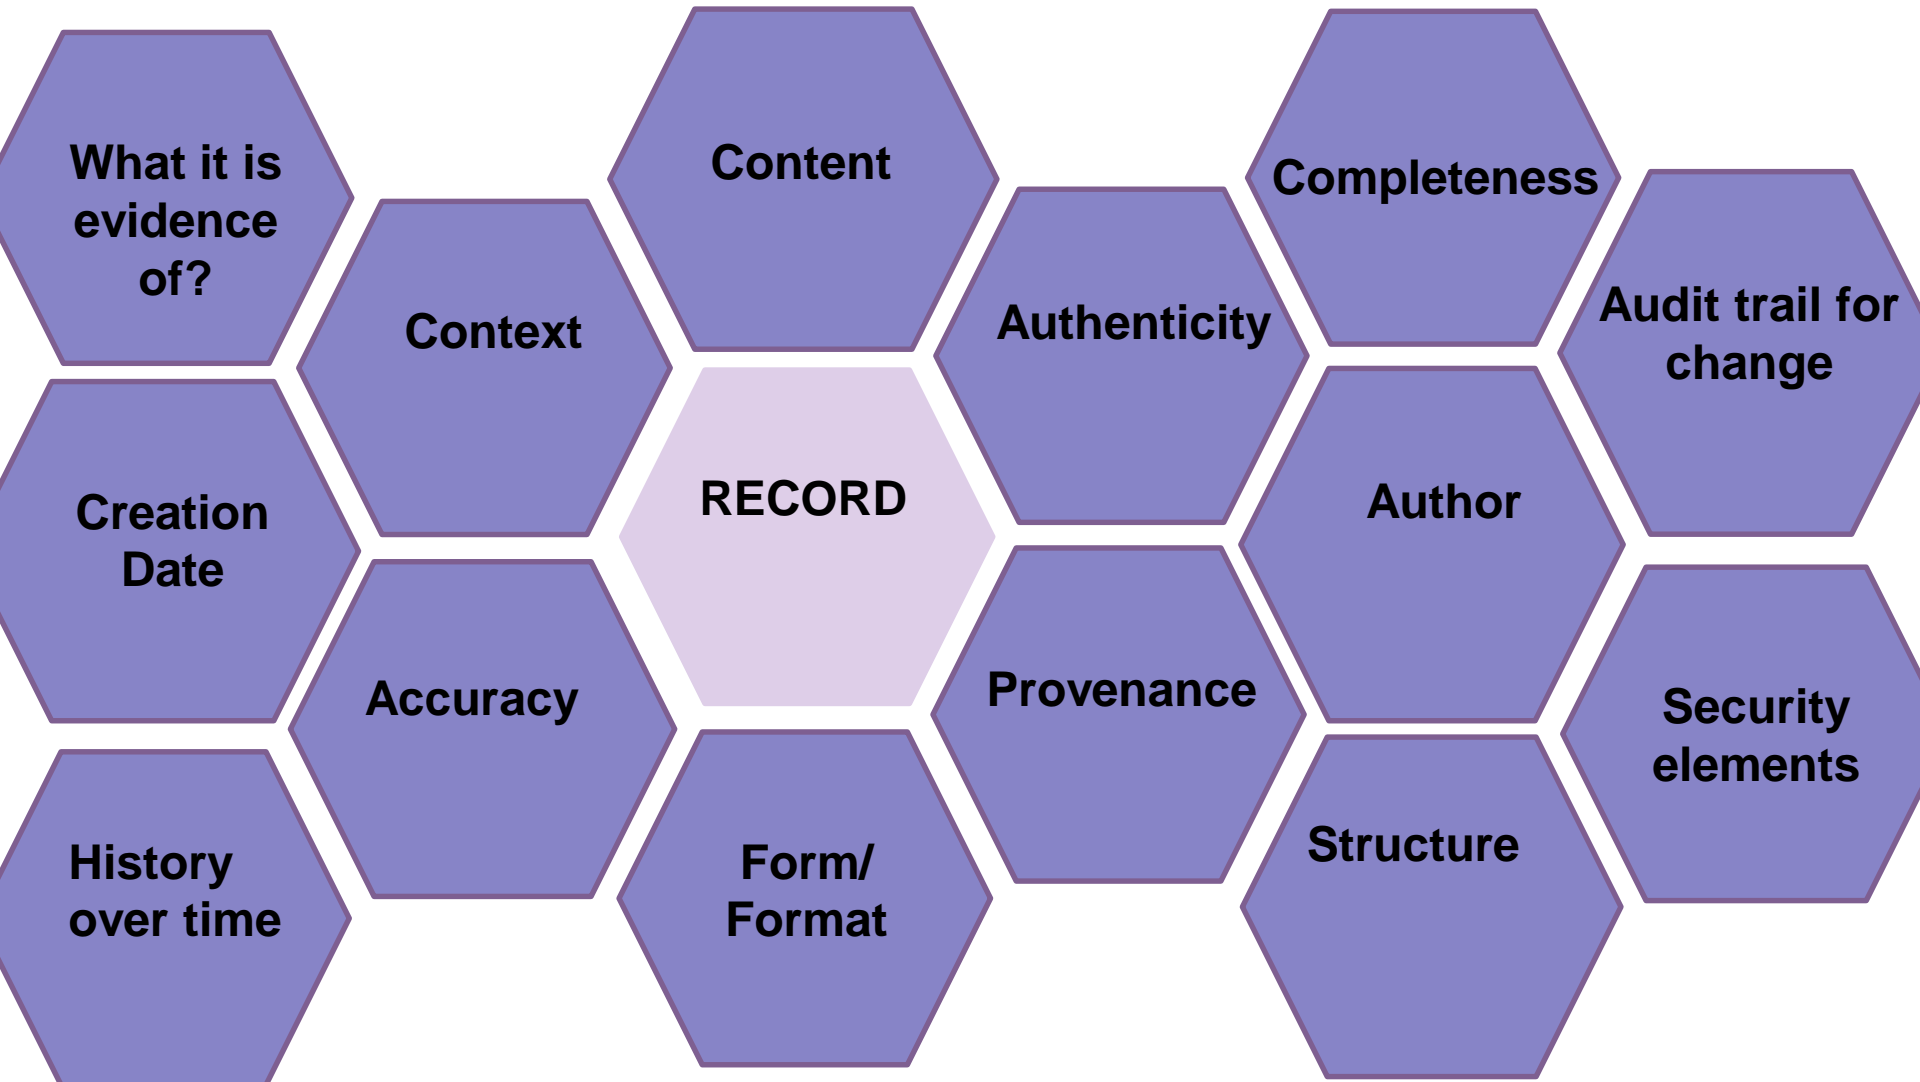 What it is
evidence
of?
Creation
Date
History
over time
Context
Accuracy
Content
RECORD
Form/
Format
Authenticity
Provenance
Completeness
Author
Structure
Audit trail for
change
Security
elements